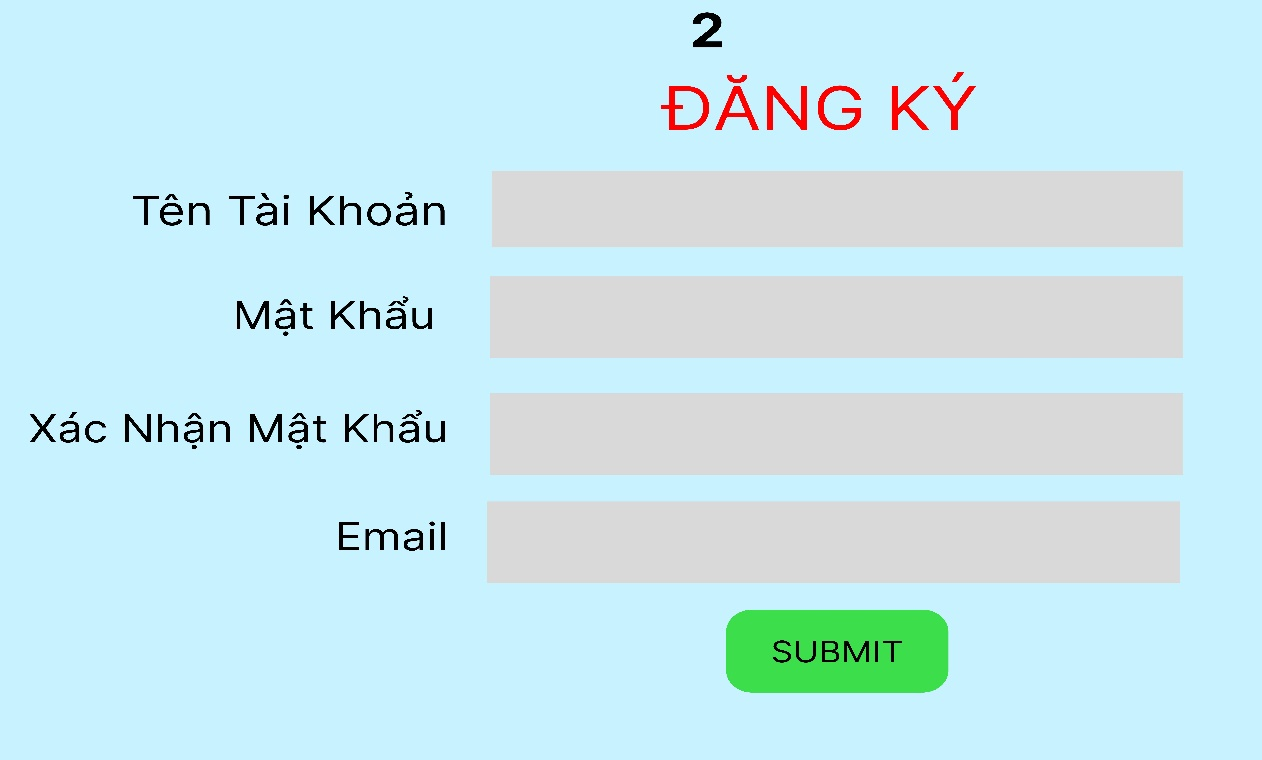 2
ĐĂNG KÝ
Tên Tài Khoản
Mật Khẩu
Xác Nhận Mật Khẩu
Email
SUBMIT